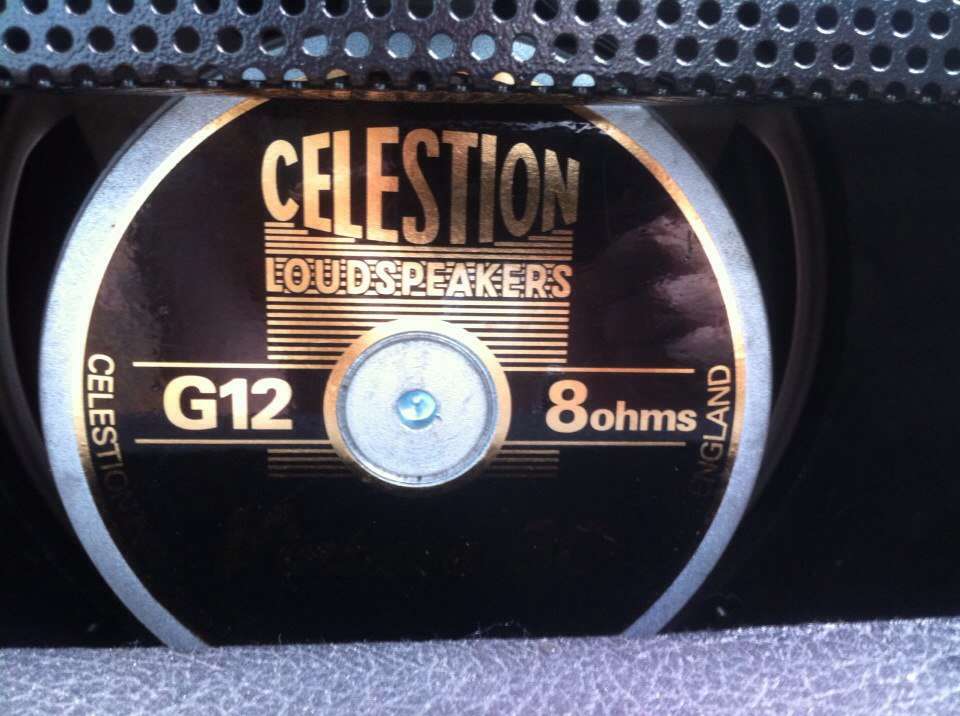 CELESTION
LOUDSPEAKERS
G12
8ohms
CELESTION
ENGLAND